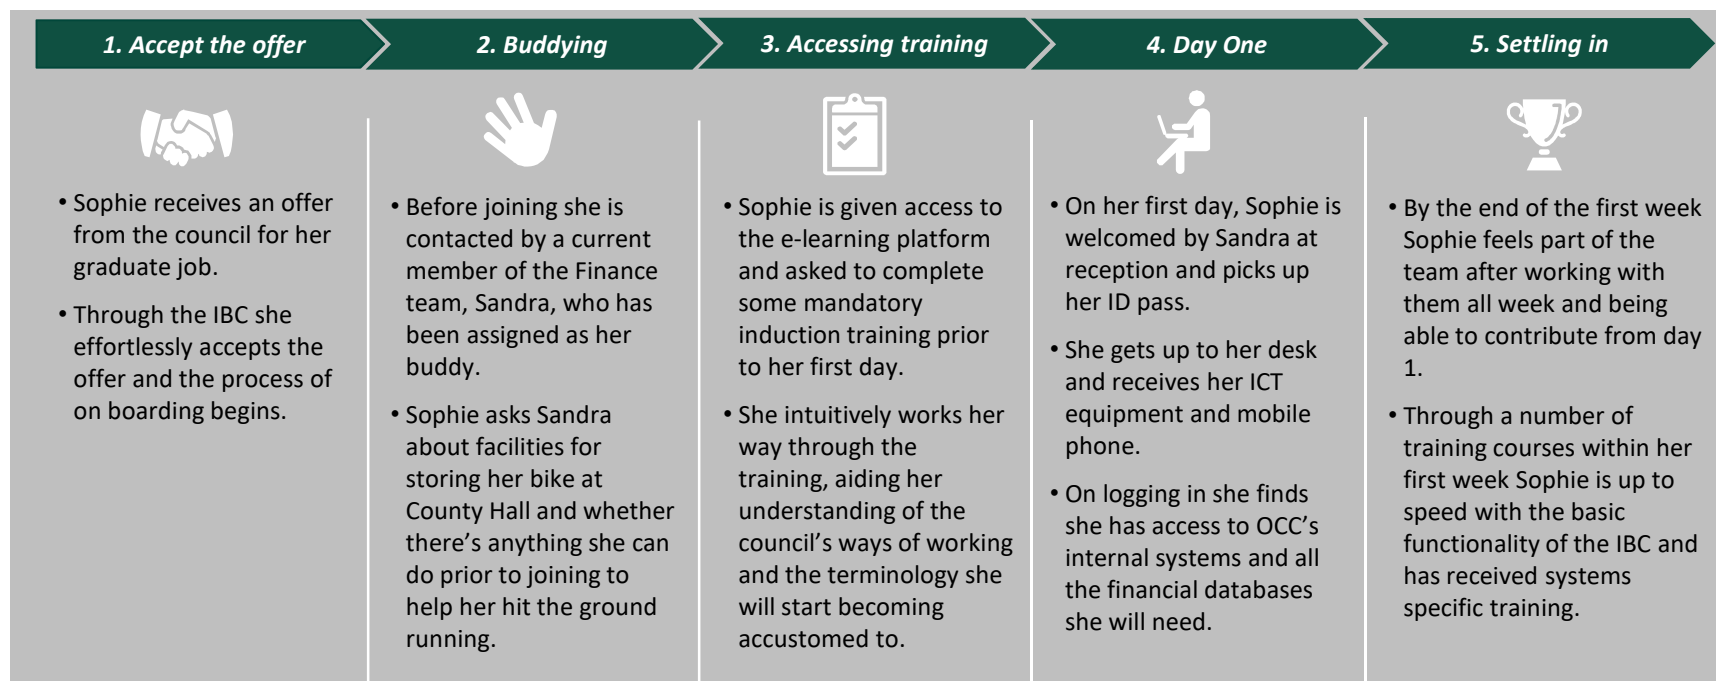 1. Accept the offer
2. Buddying
3. Accessing training
4. Day One
5. Settling in
• Sophie receives an offer
from the council for her
graduate job.
• Through the IBC she
effortlessly accepts the
offer and the process of
on boarding begins.
• Before joining she is
contacted by a current
member of the Finance
team, Sandra, who has
been assigned as her
buddy.
• Sophie asks Sandra
about facilities for
storing her bike at
County Hall and whether
there’s anything she can
do prior to joining to
help her hit the ground
running.
• Sophie is given access to
the e-learning platform
and asked to complete
some mandatory
induction training prior
to her first day.
• She intuitively works her
way through the
training, aiding her
understanding of the
council’s ways of working
and the terminology she
will start becoming
accustomed to.
• On her first day, Sophie is
welcomed by Sandra at
reception and picks up
her ID pass.
• She gets up to her desk
and receives her ICT
equipment and mobile
phone.
• On logging in she finds
she has access to OCC’s
internal systems and all
the financial databases
she will need.
• By the end of the first week
Sophie feels part of the
team after working with
them all week and being
able to contribute from day
1.
• Through a number of
training courses within her
first week Sophie is up to
speed with the basic
functionality of the IBC and
has received systems
specific training.